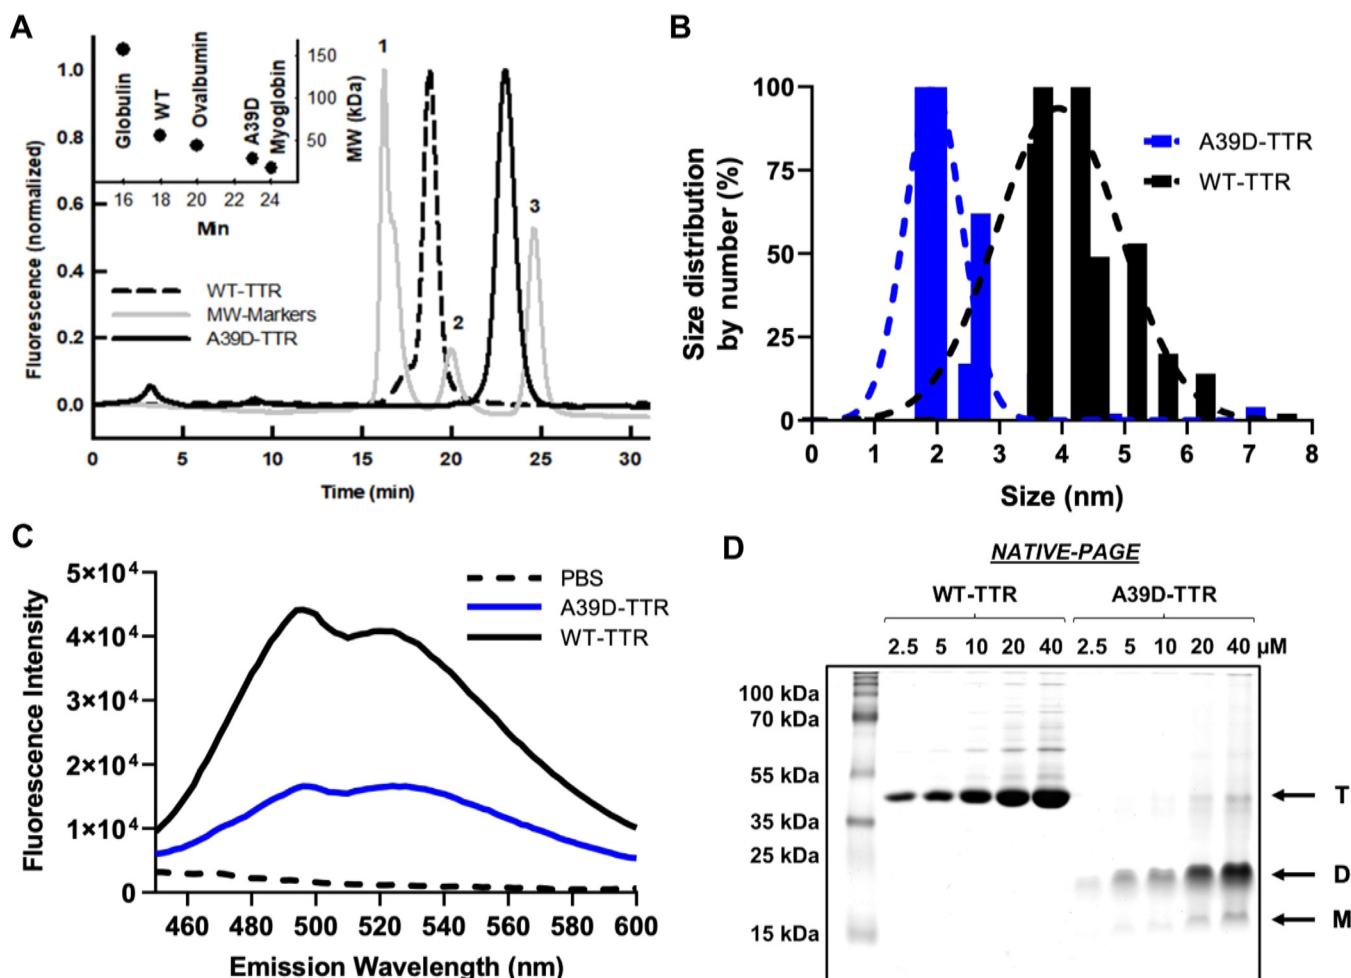 A
1
2
3
Globulin
WT
Ovalbumin
A39D
Myoglobin
150
100
50
MW (kDa)
16 18 20 22 24
Min
1.0
0.8
0.6
0.4
0.2
0.0
Fluorescence (normalized)
WT-TTR
MW-Markers
A39D-TTR
0 5 10 15 20 25 30
Time (min)
B
100
75
50
25
0
Size distribution
by number (%)
A39D-TTR
WT-TTR
0 1 2 3 4 5 6 7 8
Size (nm)
C
5×10⁴
4×10⁴
3×10⁴
2×10⁴
1×10⁴
0
Fluorescence Intensity
PBS
A39D-TTR
WT-TTR
460 480 500 520 540 560 580 600
Emission Wavelength (nm)
D
NATIVE-PAGE
WT-TTR A39D-TTR
2.5 5 10 20 40 2.5 5 10 20 40 µM
100 kDa
70 kDa
55 kDa
35 kDa
25 kDa
15 kDa
T
D
M